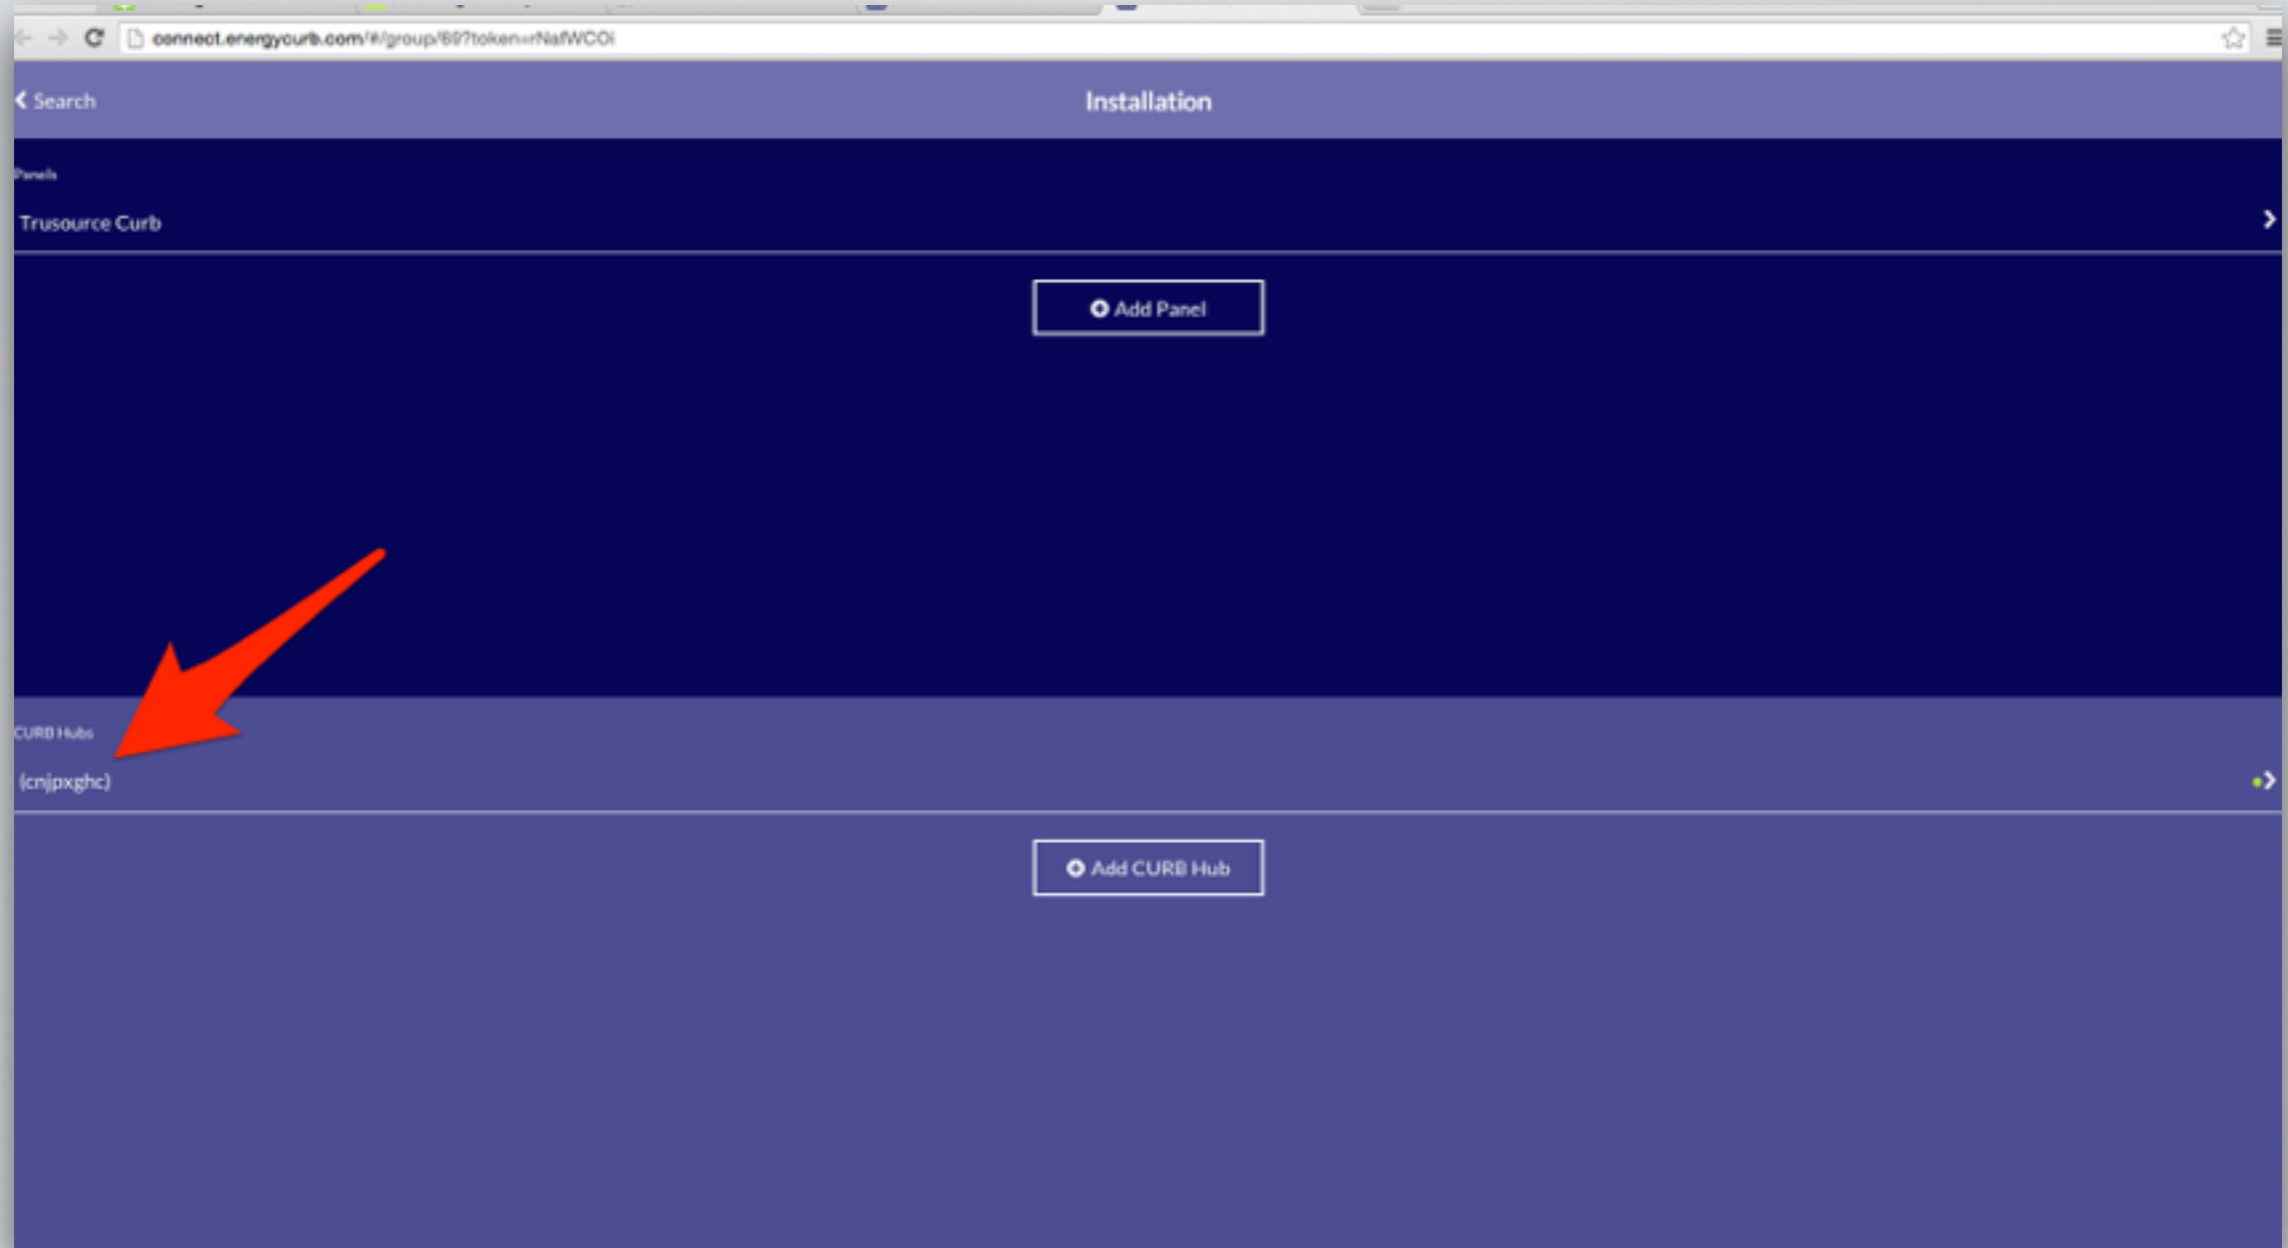 connect.energycurb.com/#/group/69?token=rNafWCOi
Search
Installation
Panels
Trusource Curb
Add Panel
CURB Hubs
(cnjpxghc)
Add CURB Hub